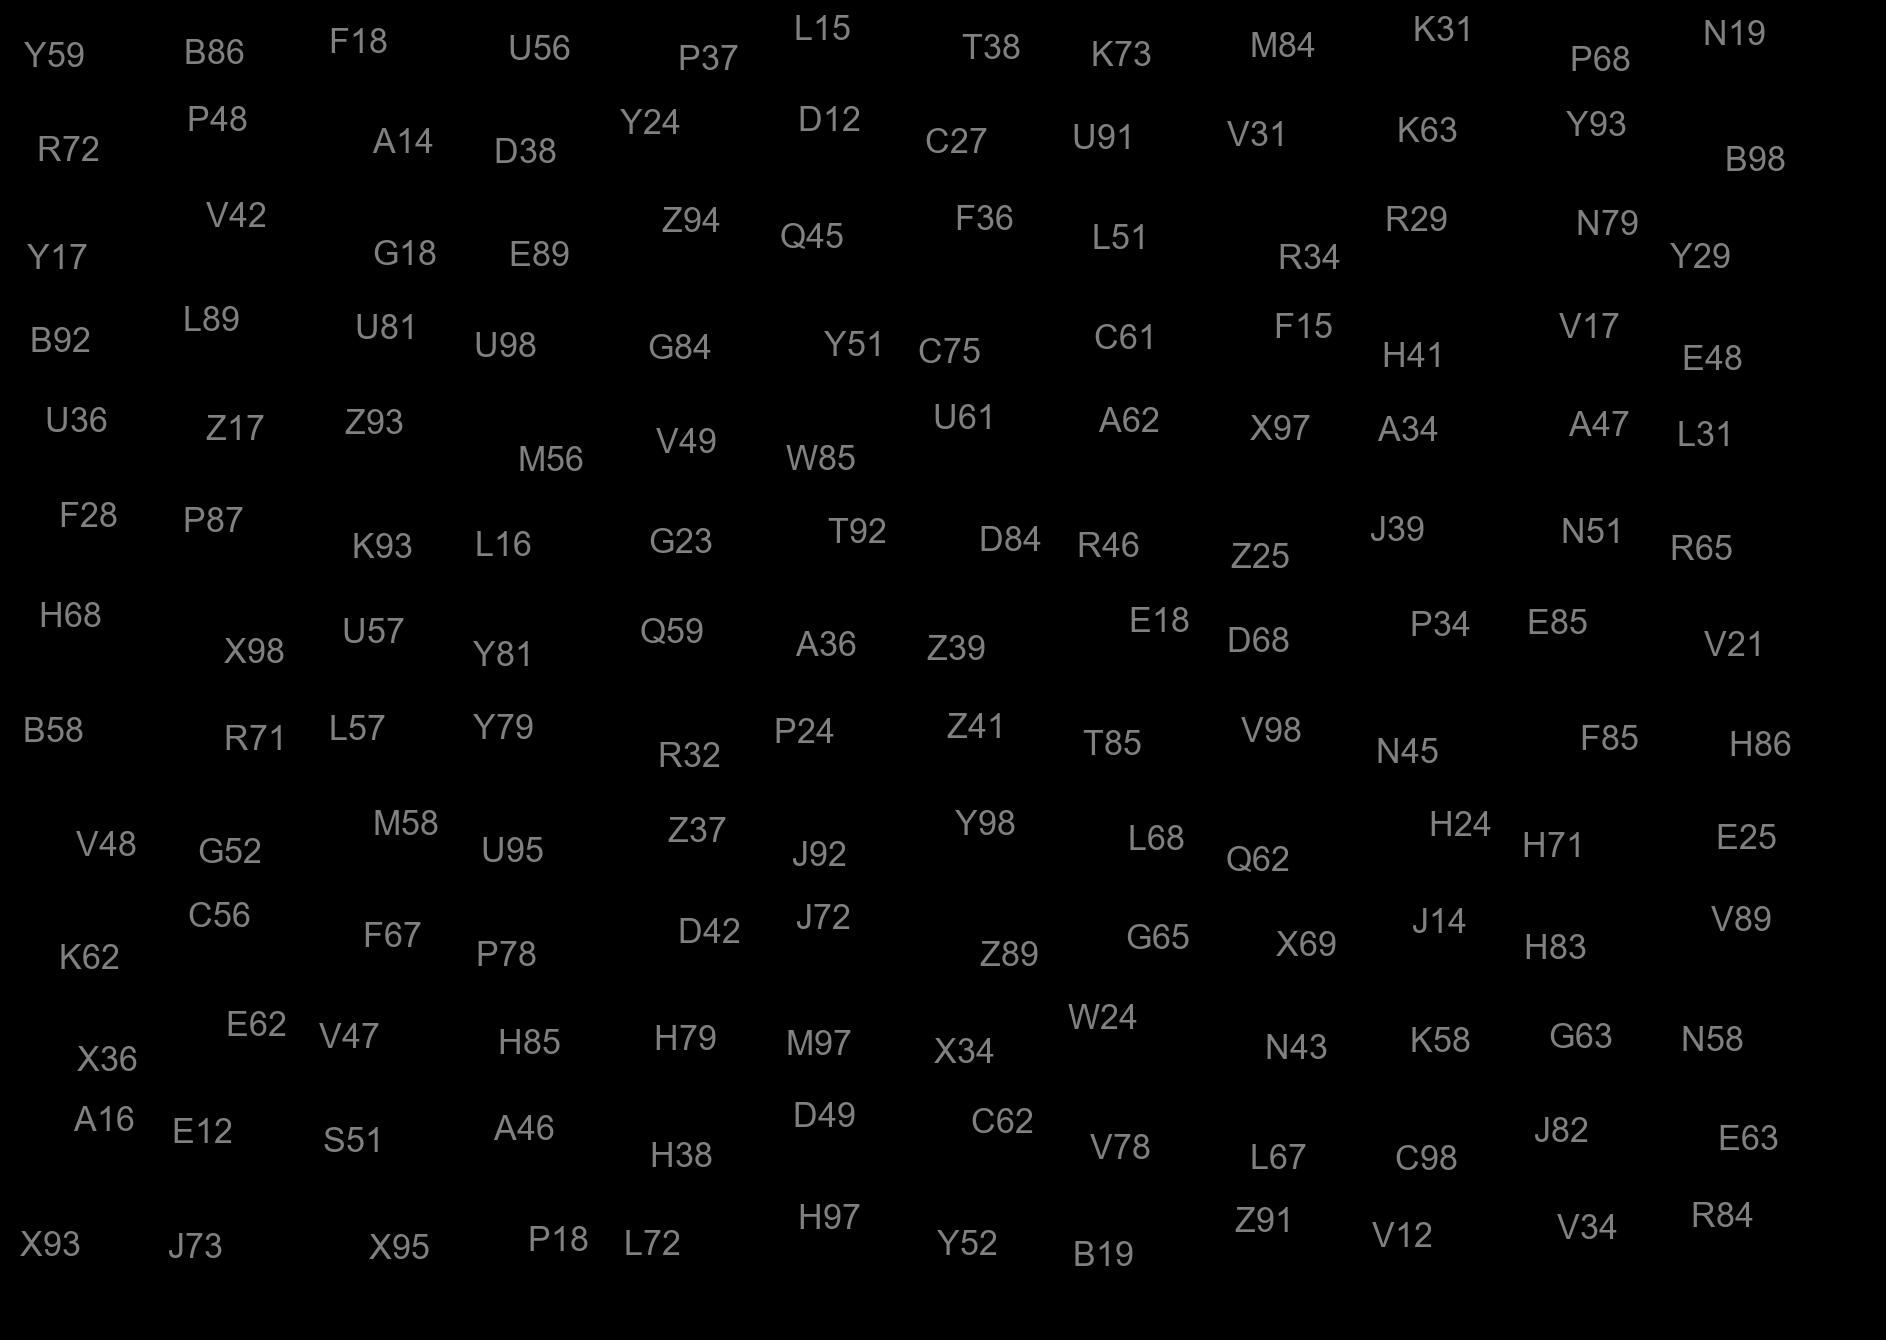 Y59 B86 F18 U56 P37 L15 T38 K73 M84 K31 P68 N19
R72 P48 A14 D38 Y24 D12 C27 U91 V31 K63 Y93 B98
Y17 V42 G18 E89 Z94 Q45 F36 L51 R34 R29 N79 Y29
B92 L89 U81 U98 G84 Y51 C75 C61 F15 H41 V17 E48
U36 Z17 Z93 M56 V49 W85 U61 A62 X97 A34 A47 L31
F28 P87 K93 L16 G23 T92 D84 R46 Z25 J39 N51 R65
H68 X98 U57 Y81 Q59 A36 Z39 E18 D68 P34 E85 V21
B58 R71 L57 Y79 R32 P24 Z41 T85 V98 N45 F85 H86
V48 G52 M58 U95 Z37 J92 Y98 L68 Q62 H24 H71 E25
K62 C56 F67 P78 D42 J72 Z89 G65 X69 J14 H83 V89
X36 E62 V47 H85 H79 M97 X34 W24 N43 K58 G63 N58
A16 E12 S51 A46 H38 D49 C62 V78 L67 C98 J82 E63
X93 J73 X95 P18 L72 H97 Y52 B19 Z91 V12 V34 R84